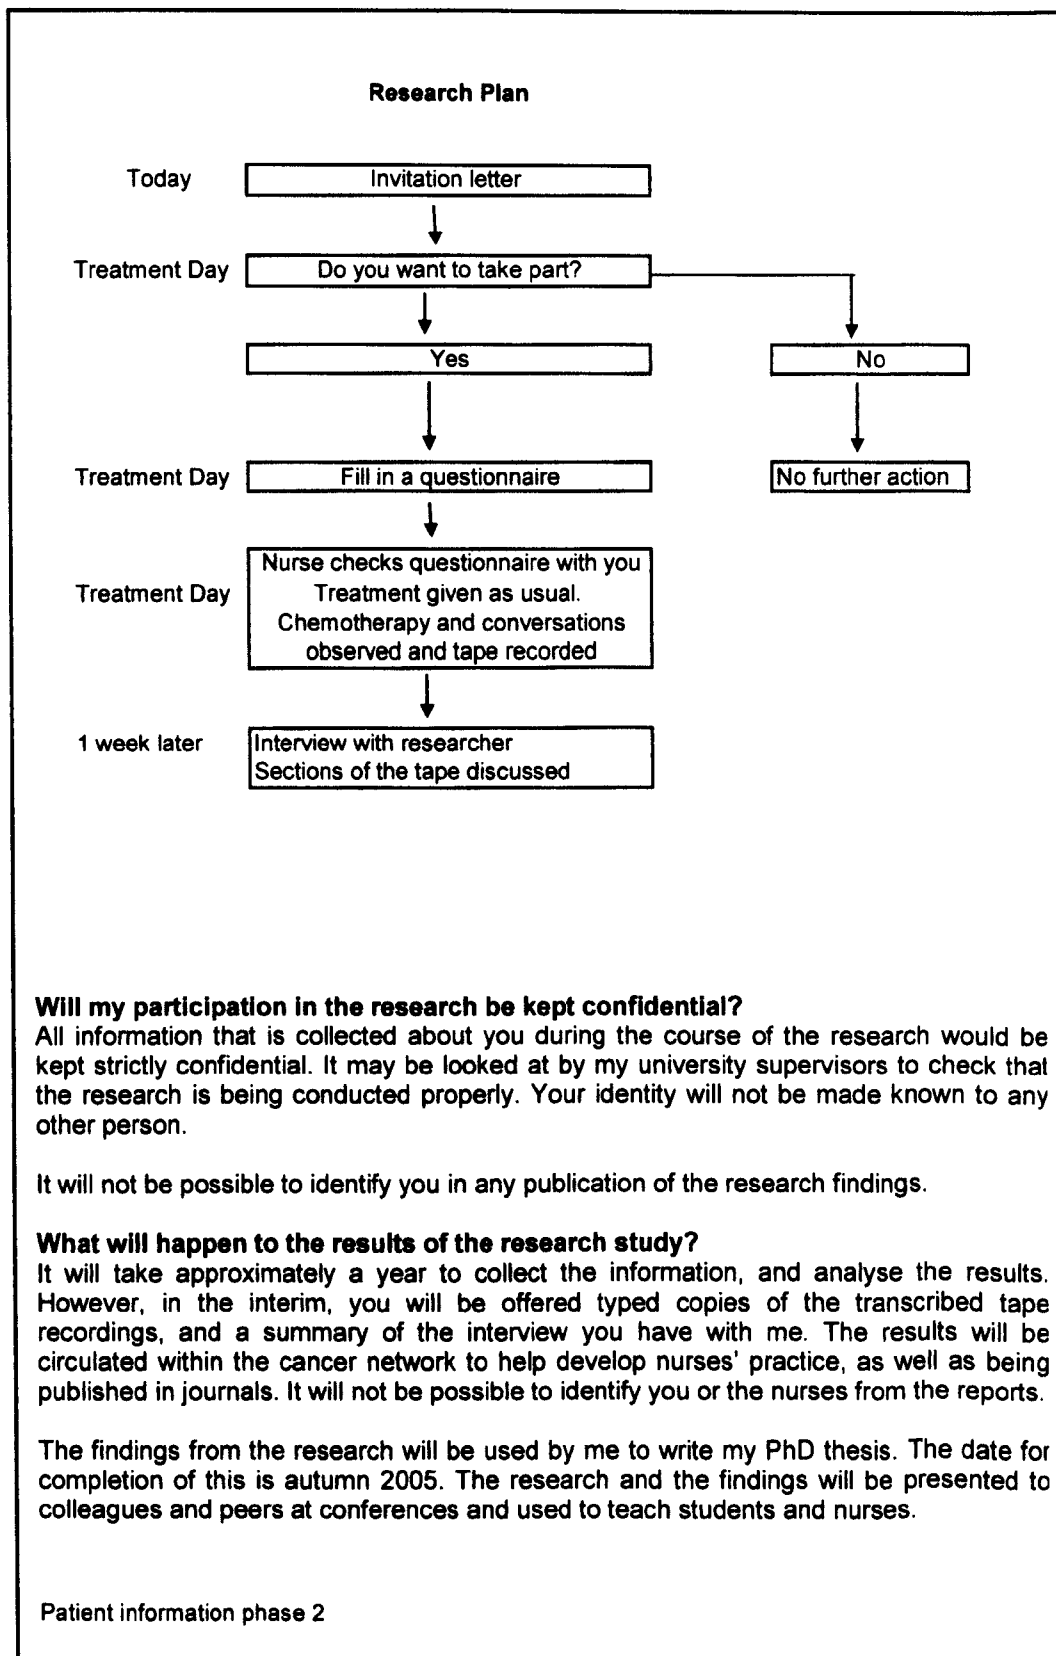 Research Plan
Today
Invitation letter
Treatment Day
Do you want to take part?
Yes
No
Treatment Day
Fill in a questionnaire
No further action
Treatment Day
Nurse checks questionnaire with you
Treatment given as usual.
Chemotherapy and conversations
observed and tape recorded
1 week later
Interview with researcher
Sections of the tape discussed
Will my participation in the research be kept confidential?
All information that is collected about you during the course of the research would be
kept strictly confidential. It may be looked at by my university supervisors to check that
the research is being conducted properly. Your identity will not be made known to any
other person.
It will not be possible to identify you in any publication of the research findings.
What will happen to the results of the research study?
It will take approximately a year to collect the information, and analyse the results.
However, in the interim, you will be offered typed copies of the transcribed tape
recordings, and a summary of the interview you have with me. The results will be
circulated within the cancer network to help develop nurses' practice, as well as being
published in journals. It will not be possible to identify you or the nurses from the reports.
The findings from the research will be used by me to write my PhD thesis. The date for
completion of this is autumn 2005. The research and the findings will be presented to
colleagues and peers at conferences and used to teach students and nurses.
Patient information phase 2